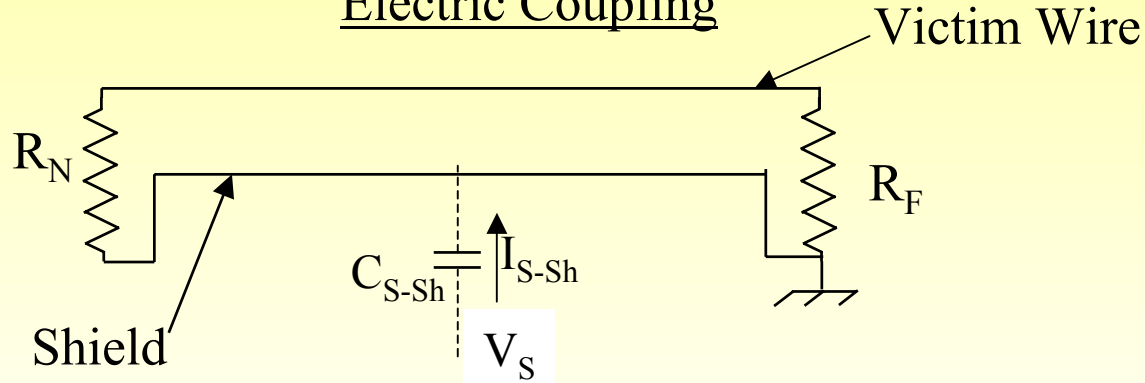 Electric Coupling
Victim Wire
R_N
R_F
C_S-Sh
I_S-Sh
Shield
V_S